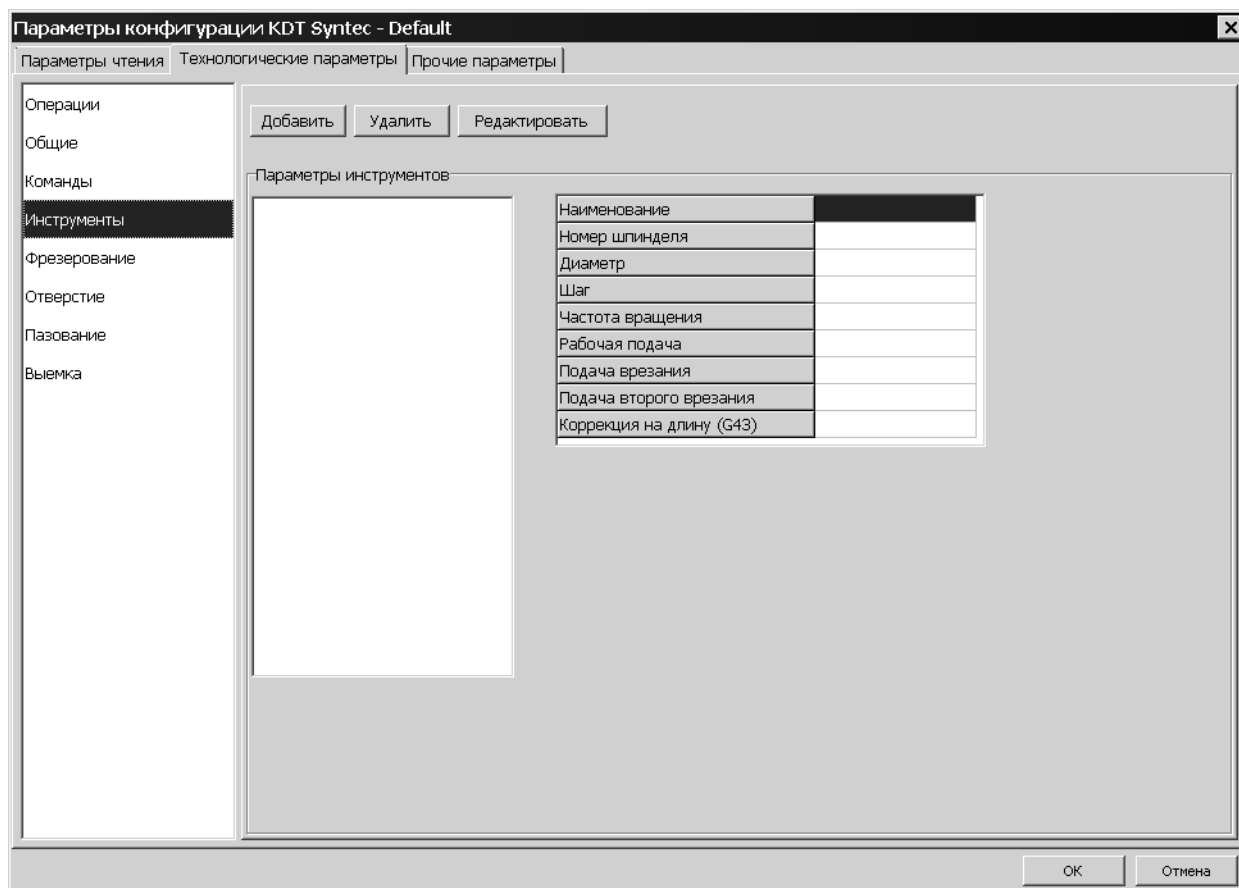 Параметры конфигурации KDT Syntec - Default
Параметры чтения Технологические параметры Прочие параметры
Операции
Общие
Команды
Инструменты
Фрезерование
Отверстие
Пазование
Выемка
Добавить Удалить Редактировать
Параметры инструментов
Наименование
Номер шпинделя
Диаметр
Шаг
Частота вращения
Рабочая подача
Подача врезания
Подача второго врезания
Коррекция на длину (G43)
ОК Отмена